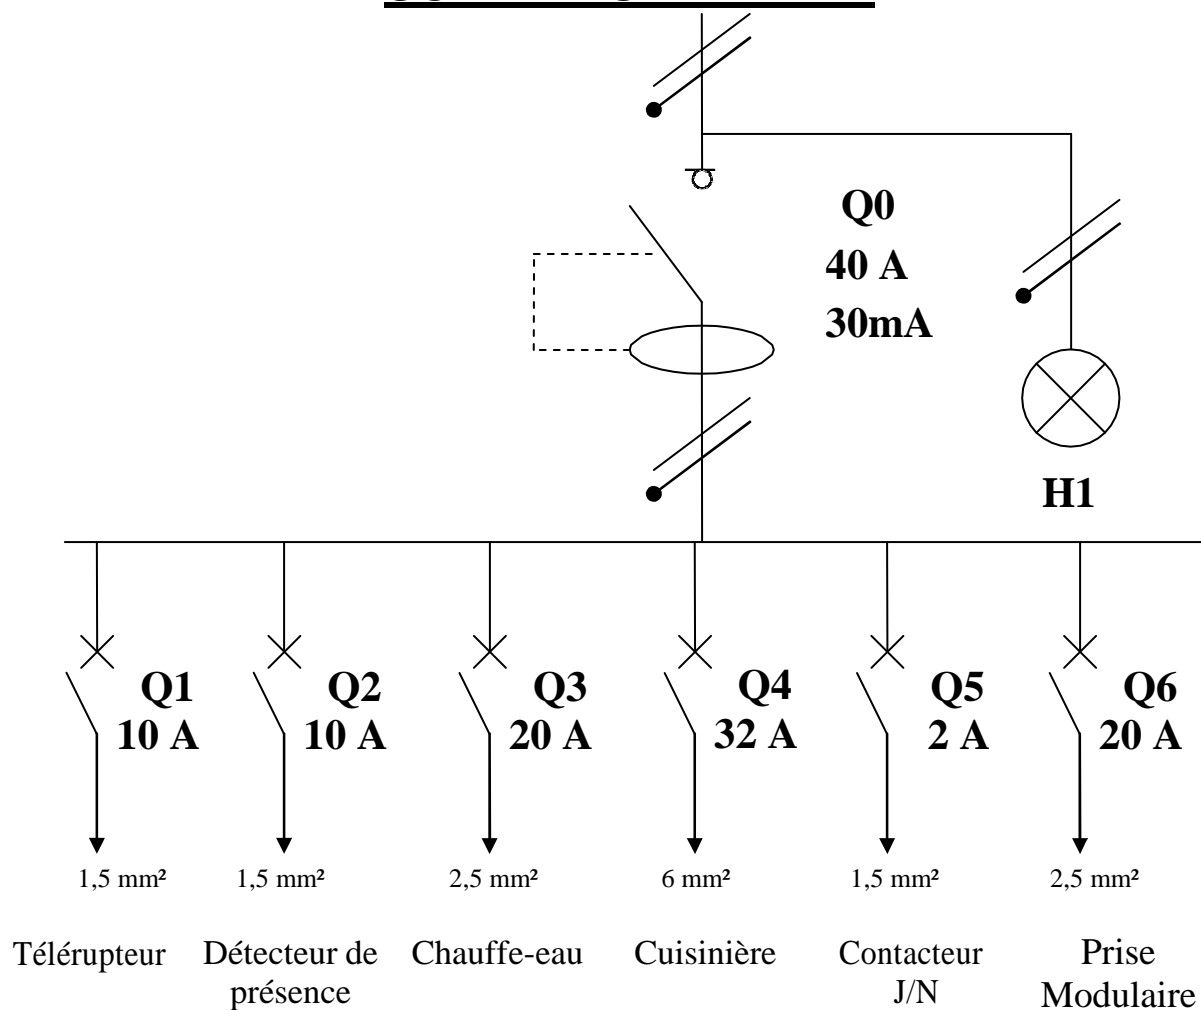 Q0
40 A
30mA
H1
Q1
10 A
Q2
10 A
Q3
20 A
Q4
32 A
Q5
2 A
Q6
20 A
1,5 mm²
1,5 mm²
2,5 mm²
6 mm²
1,5 mm²
2,5 mm²
Télérupteur
Détecteur de
présence
Chauffe-eau
Cuisinière
Contacteur
J/N
Prise
Modulaire